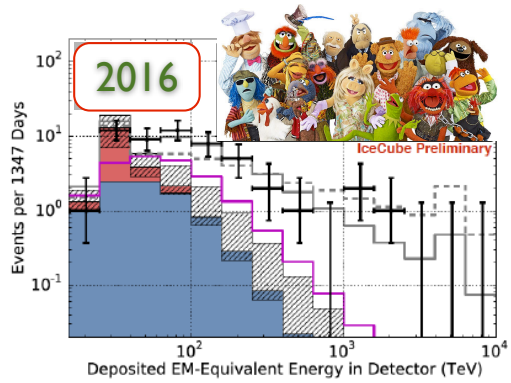 2016
IceCube Preliminary
Events per 1347 Days
10²
10¹
10⁰
10⁻¹
10² 10³ 10⁴
Deposited EM-Equivalent Energy in Detector (TeV)